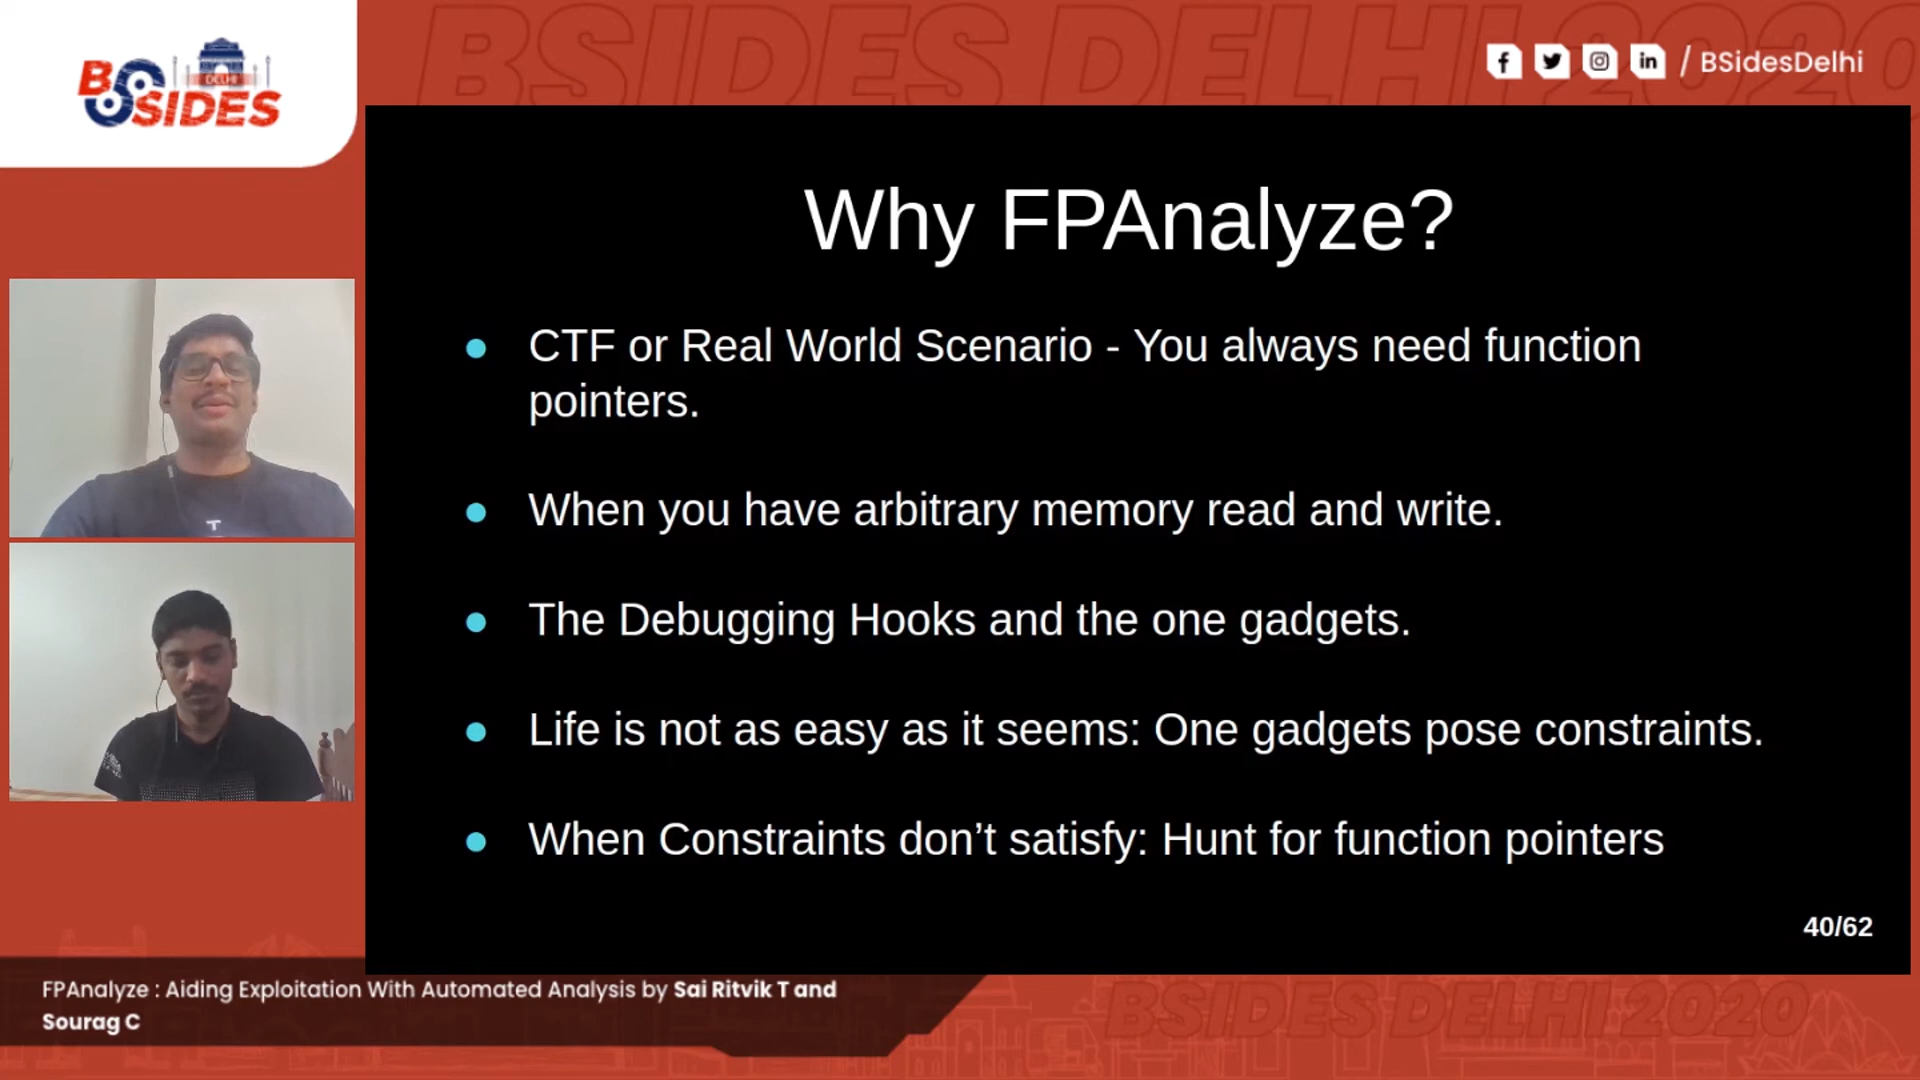 BSIDES DELHI 2020
DELHI
BSIDES
/ BSidesDelhi
Why FPAnalyze?
CTF or Real World Scenario - You always need function
pointers.
When you have arbitrary memory read and write.
The Debugging Hooks and the one gadgets.
Life is not as easy as it seems: One gadgets pose constraints.
When Constraints don’t satisfy: Hunt for function pointers
40/62
FPAnalyze : Aiding Exploitation With Automated Analysis by Sai Ritvik T and
Sourag C
BSIDES DELHI 2020